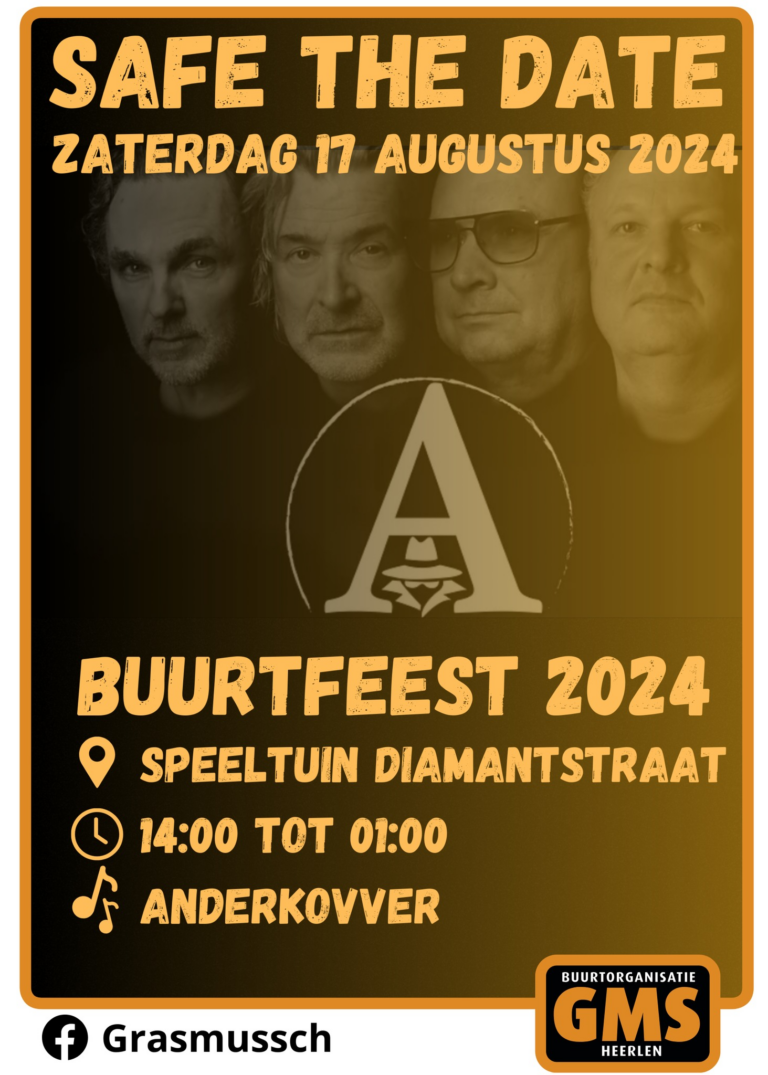 SAFE THE DATE
ZATERDAG 17 AUGUSTUS 2024
A
BUURTFEEST 2024
SPEELTUIN DIAMANTSTRAAT
14:00 TOT 01:00
ANDERKOVVER
BUURTORGANISATIE
GMS
HEERLEN
Grasmussch